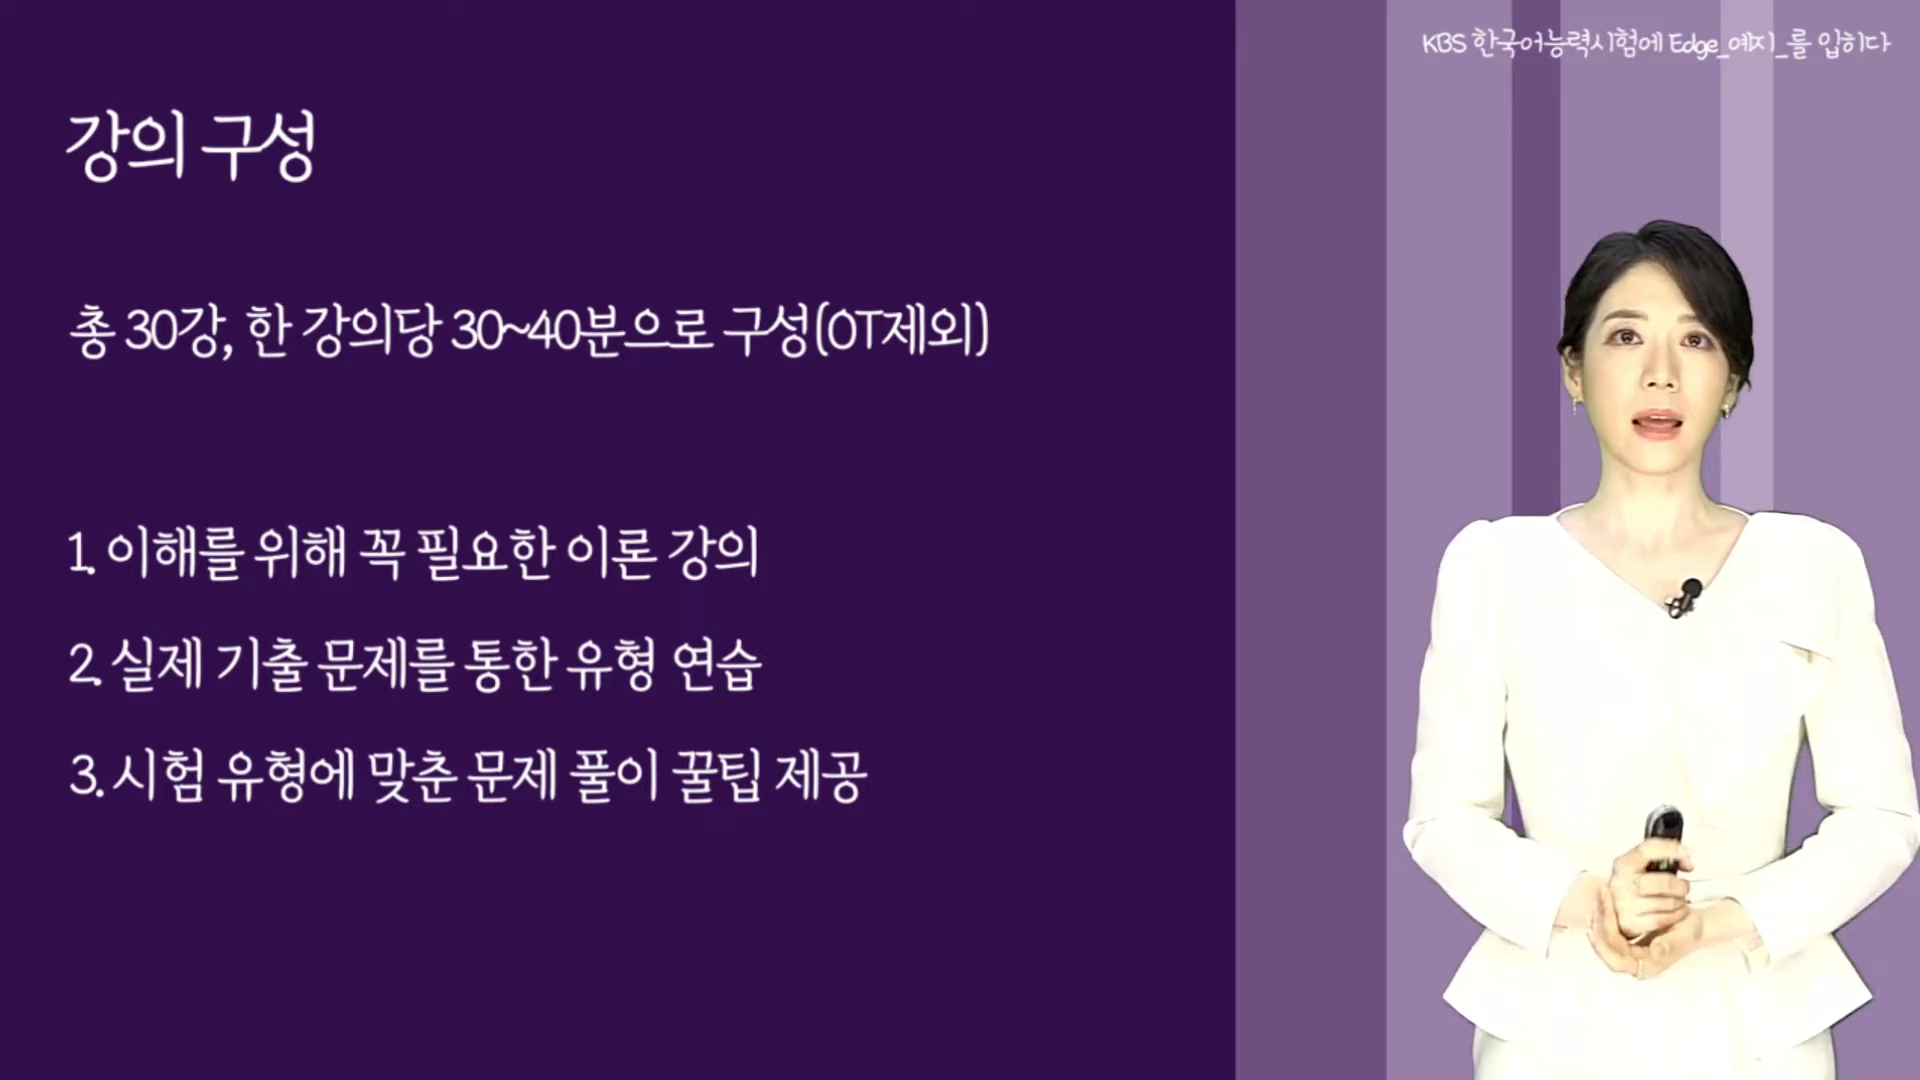 KBS 한국어능력시험에 Edge_예지_를 입히다
강의 구성
총 30강, 한 강의당 30~40분으로 구성(OT제외)
1. 이해를 위해 꼭 필요한 이론 강의
2. 실제 기출 문제를 통한 유형 연습
3. 시험 유형에 맞춘 문제 풀이 꿀팁 제공